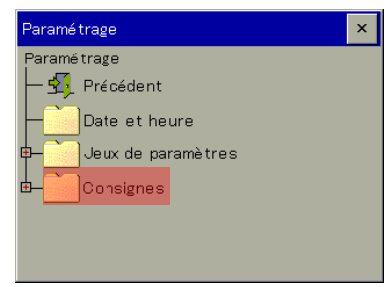 Paramétrage
Paramétrage
Précédent
Date et heure
Jeux de paramètres
Consignes